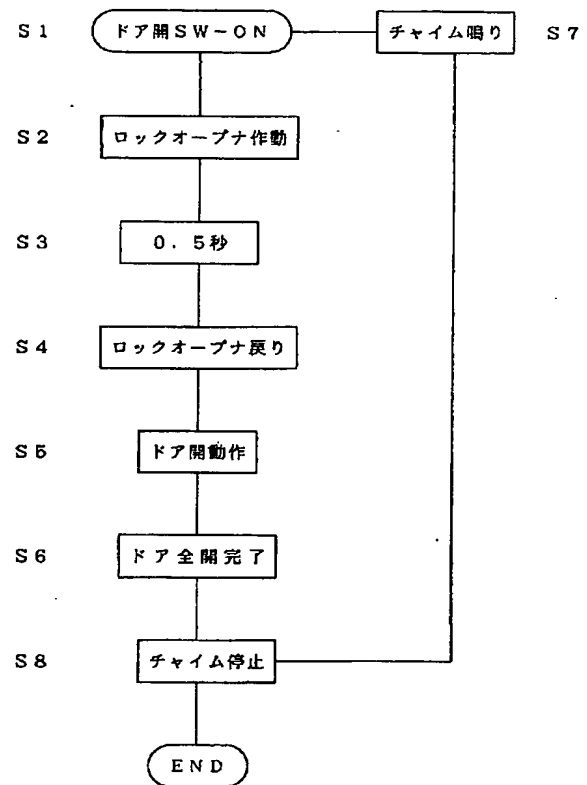 S1 ドア開SW-ON チャイム鳴り S7
S2 ロックオープナ作動
S3 0.5秒
S4 ロックオープナ戻り
S5 ドア開動作
S6 ドア全開完了
S8 チャイム停止
END